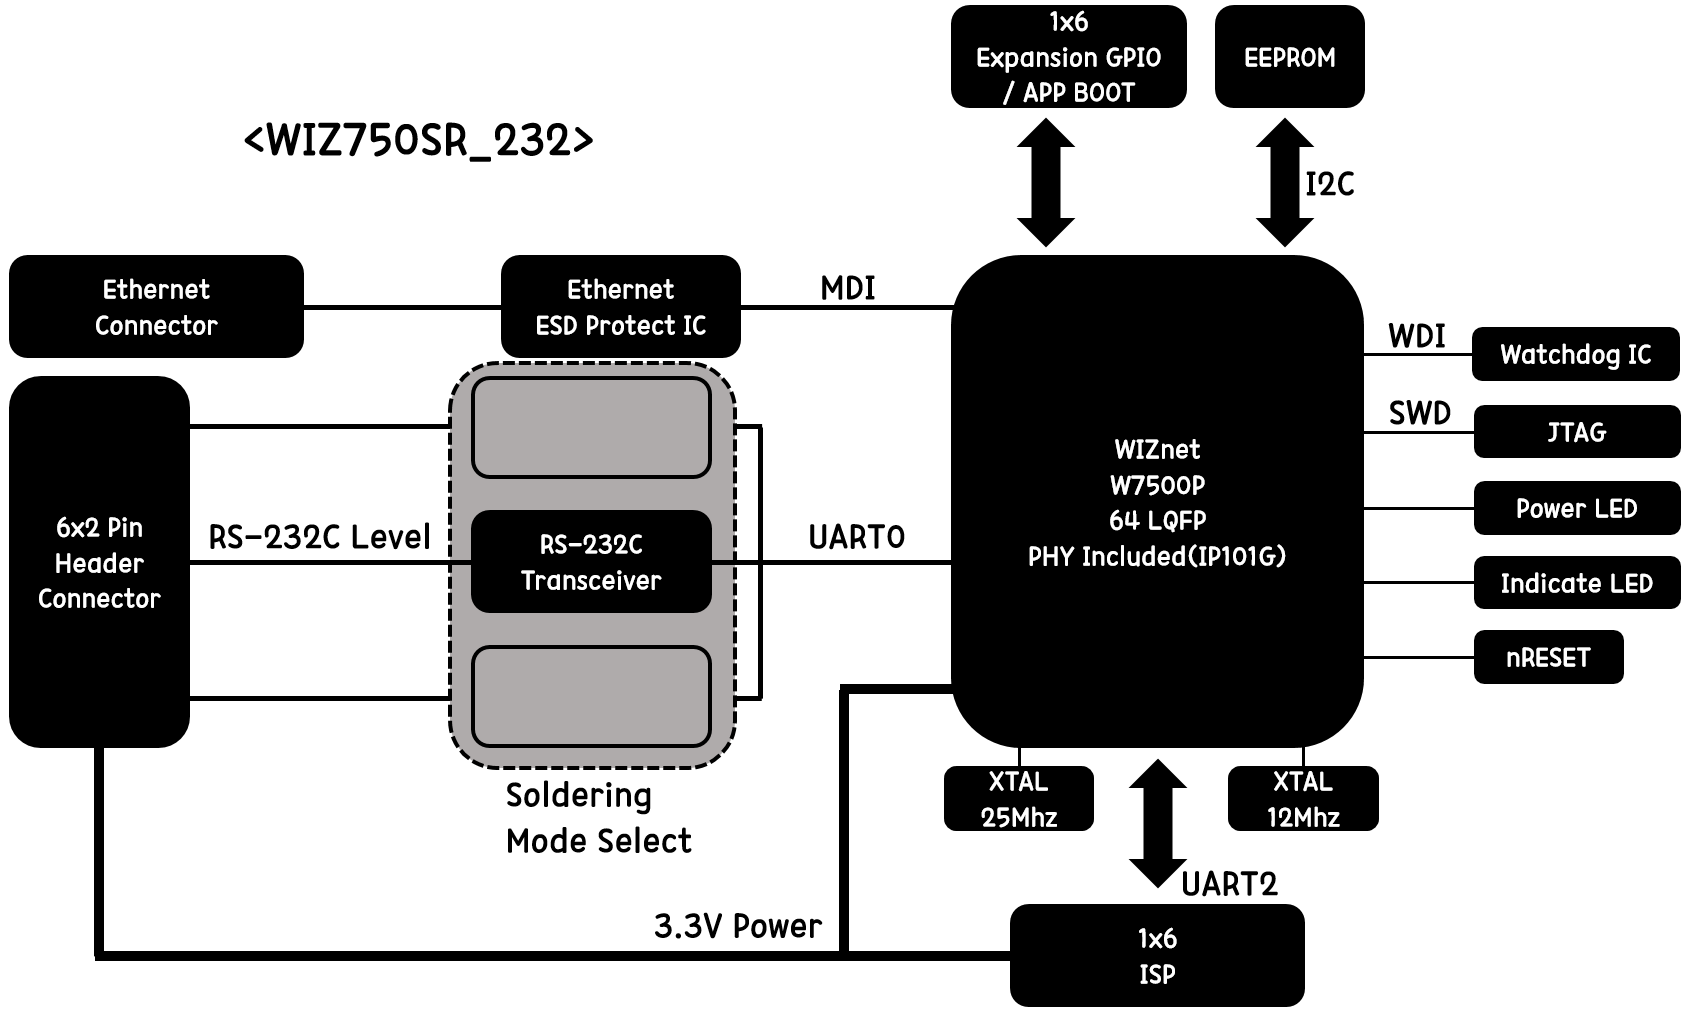 1x6
Expansion GPIO
/ APP BOOT
EEPROM
<WIZ750SR_232>
I2C
Ethernet
Connector
Ethernet
ESD Protect IC
MDI
WDI
Watchdog IC
SWD
JTAG
WIZnet
W7500P
64 LQFP
PHY Included(IP101G)
Power LED
6x2 Pin
Header
Connector
RS-232C Level
RS-232C
Transceiver
UART0
Indicate LED
nRESET
XTAL
25Mhz
XTAL
12Mhz
Soldering
Mode Select
UART2
3.3V Power
1x6
ISP